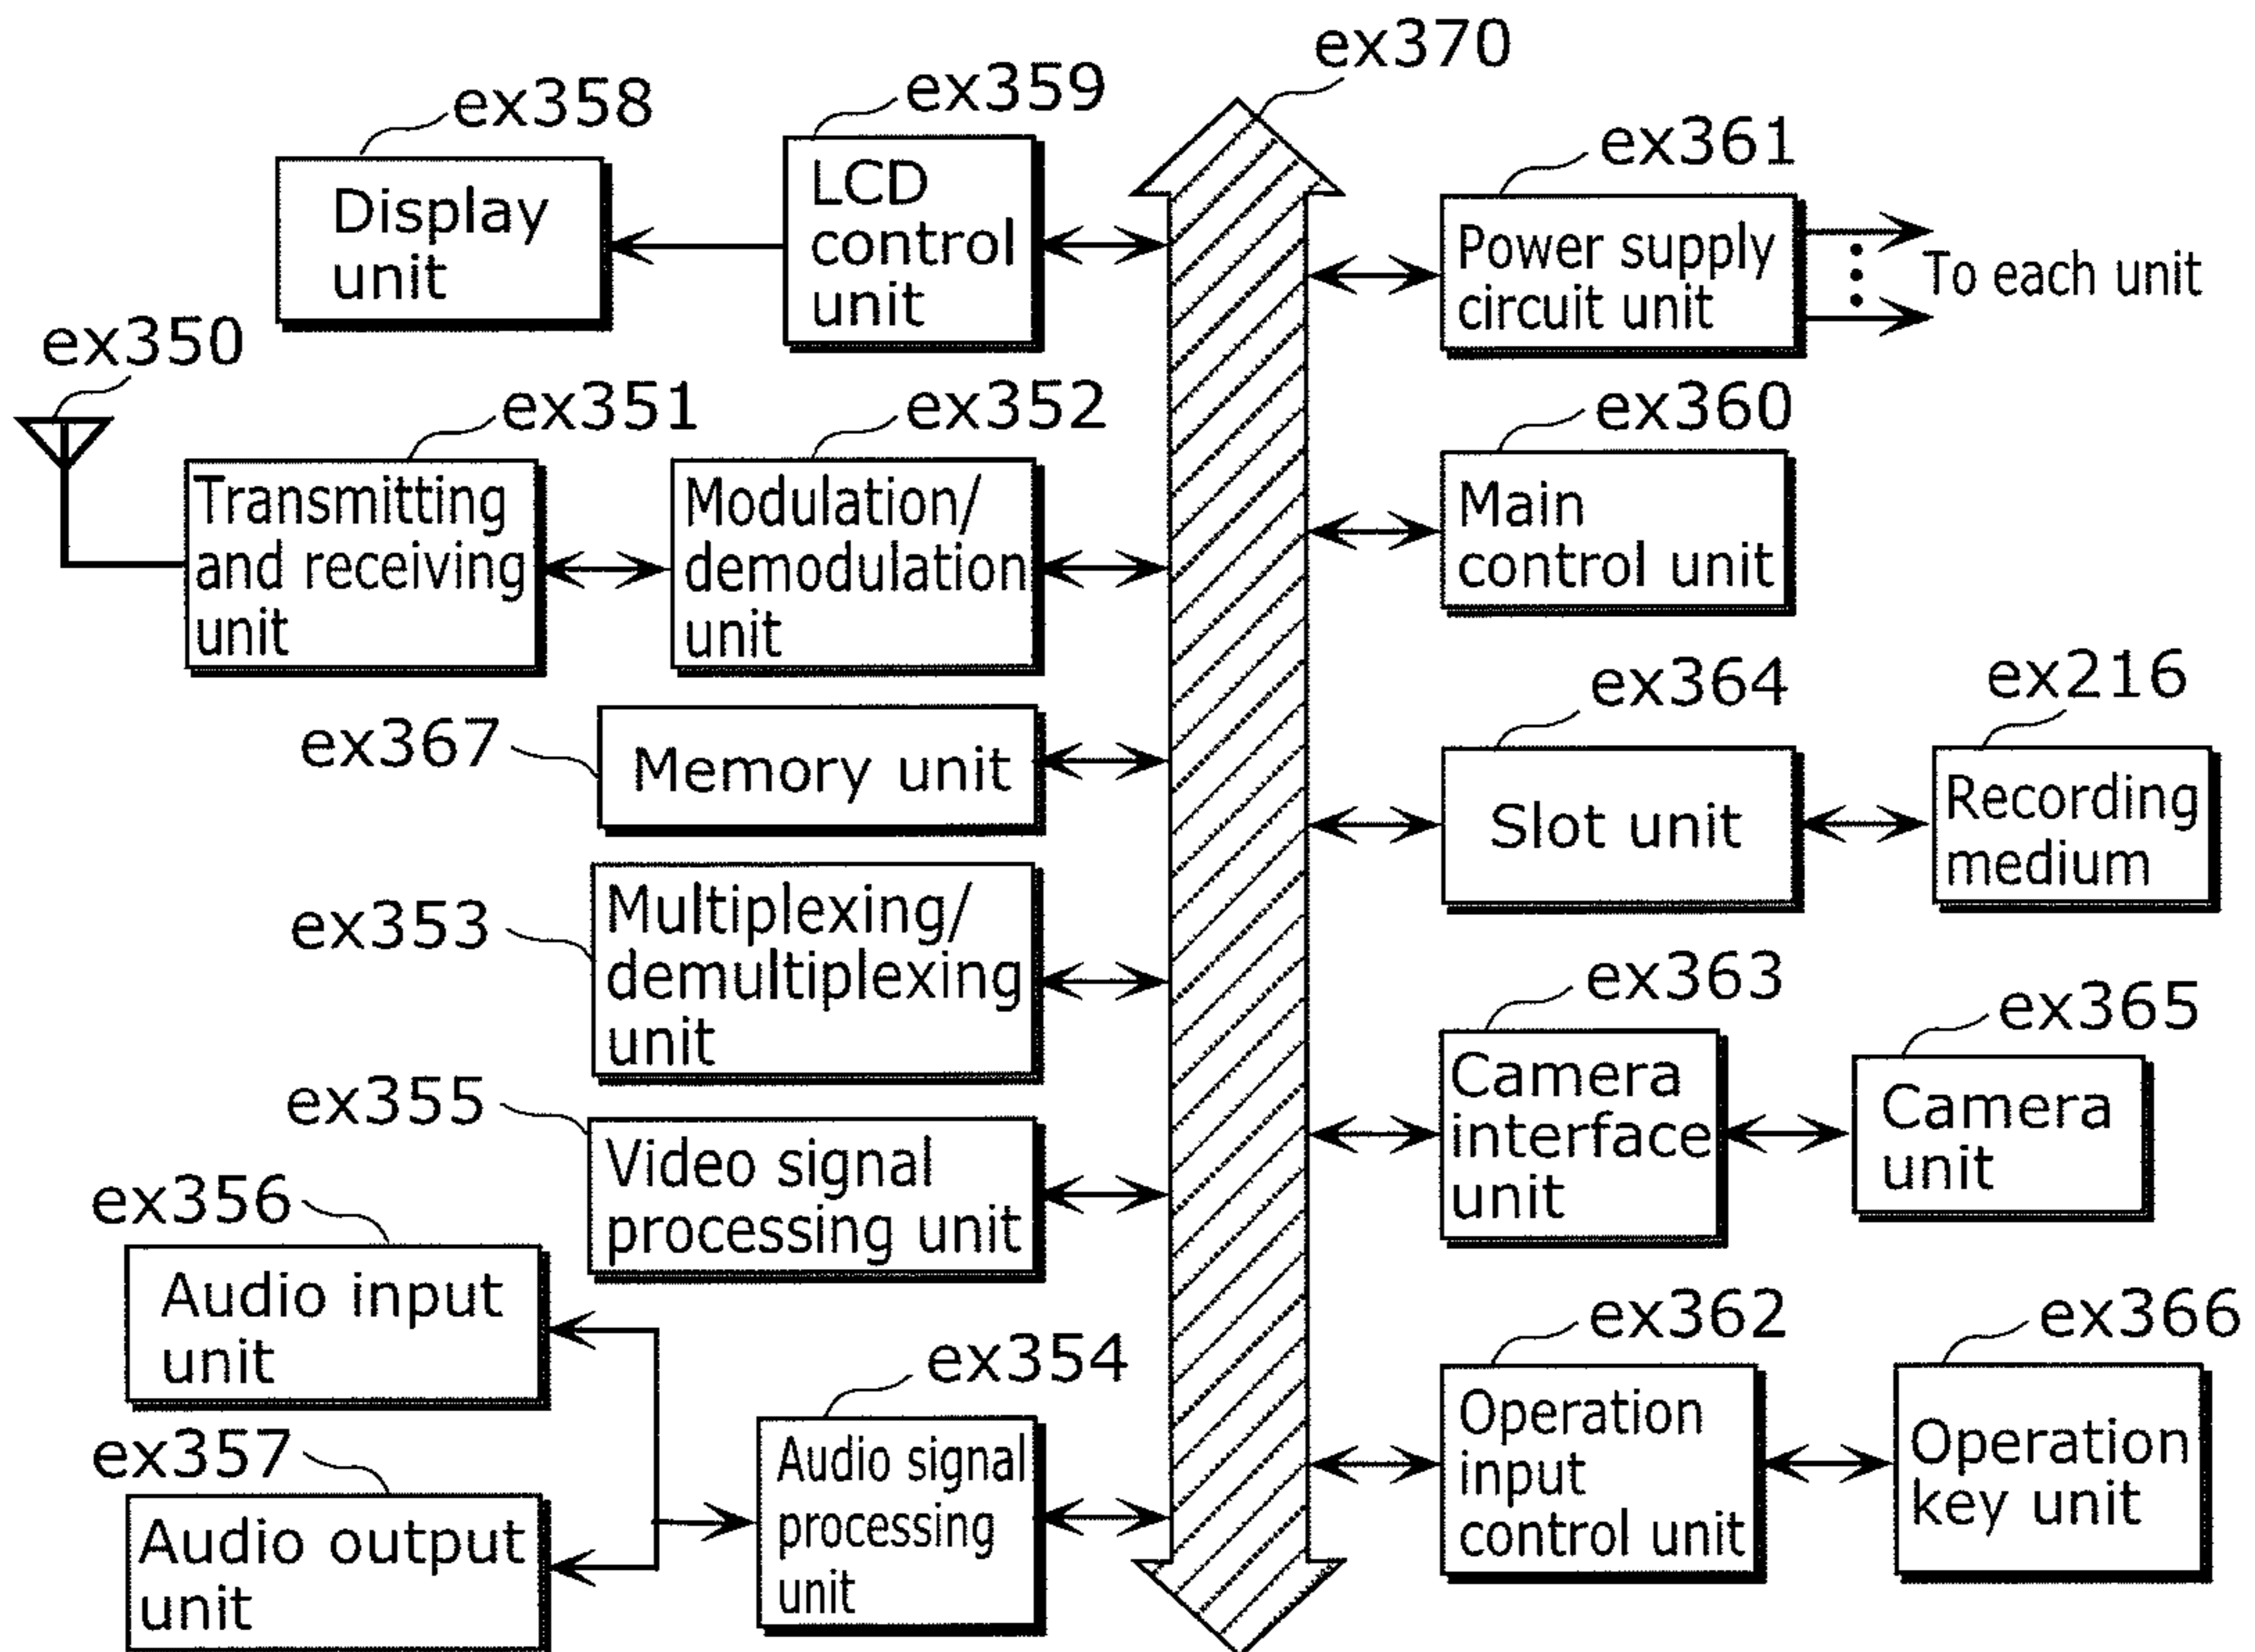 ex370
ex358
ex359
ex361
Display
unit
LCD
control
unit
Power supply
circuit unit
To each unit
ex350
ex351
ex352
ex360
Transmitting
and receiving
unit
Modulation/
demodulation
unit
Main
control unit
ex367
Memory unit
ex364
ex216
Slot unit
Recording
medium
ex353
Multiplexing/
demultiplexing
unit
ex363
ex365
Camera
interface
unit
Camera
unit
ex355
Video signal
processing unit
ex356
Audio input
unit
ex354
ex362
ex366
ex357
Audio output
unit
Audio signal
processing
unit
Operation
input
control unit
Operation
key unit